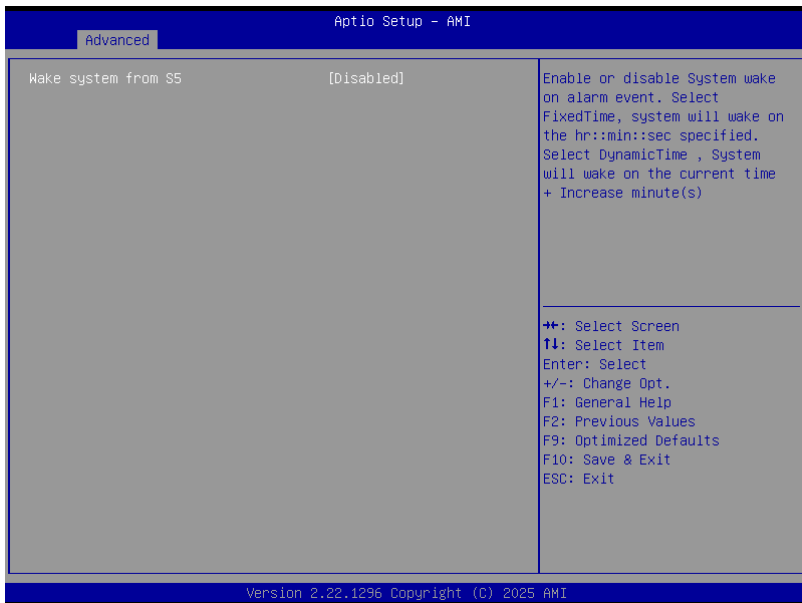 Aptio Setup – AMI
Advanced
Wake system from S5 [Disabled]
Enable or disable System wake
on alarm event. Select
FixedTime, system will wake on
the hr::min::sec specified.
Select DynamicTime , System
will wake on the current time
+ Increase minute(s)
→←: Select Screen
↑↓: Select Item
Enter: Select
+/-: Change Opt.
F1: General Help
F2: Previous Values
F9: Optimized Defaults
F10: Save & Exit
ESC: Exit
Version 2.22.1296 Copyright (C) 2025 AMI